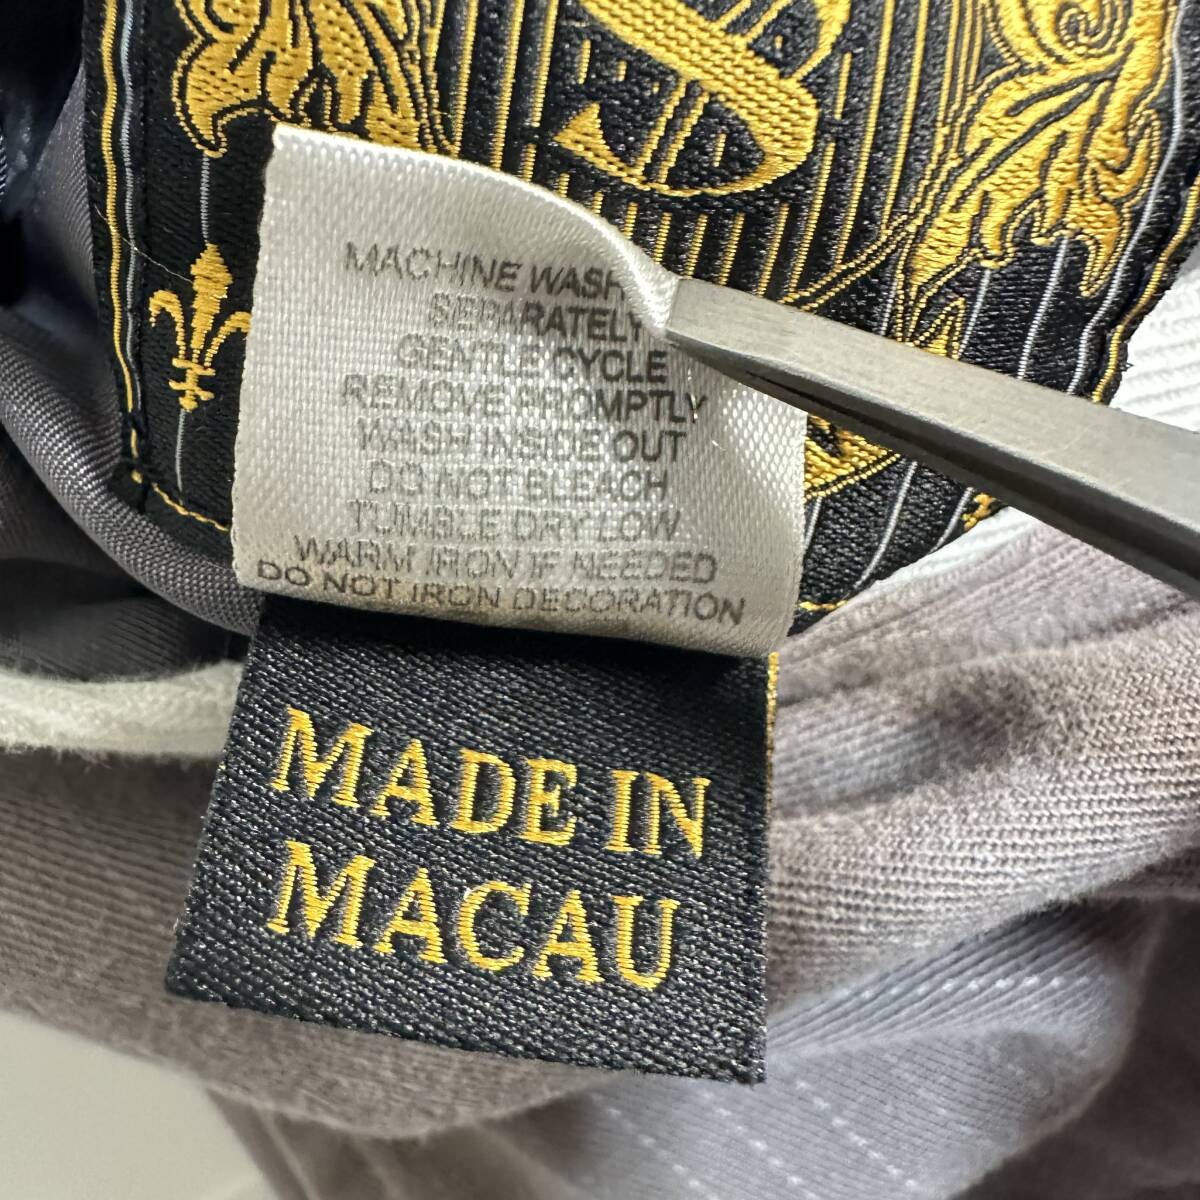 MACHINE WASH
SEPARATELY
GENTLE CYCLE
REMOVE PROMPTLY
WASH INSIDE OUT
DO NOT BLEACH
TUMBLE DRY LOW
WARM IRON IF NEEDED
DO NOT IRON DECORATION
MADE IN
MACAU